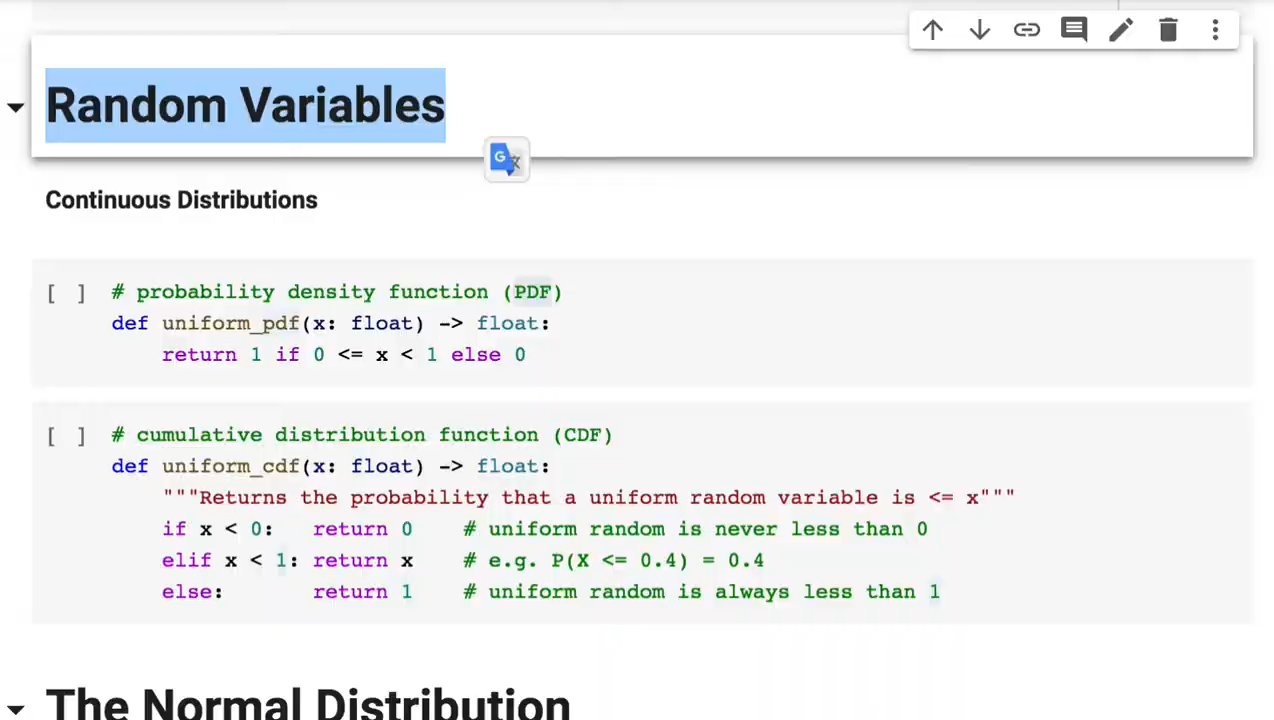 Random Variables
Continuous Distributions
[ ] # probability density function (PDF)
def uniform_pdf(x: float) -> float:
    return 1 if 0 <= x < 1 else 0
[ ] # cumulative distribution function (CDF)
def uniform_cdf(x: float) -> float:
    """Returns the probability that a uniform random variable is <= x"""
    if x < 0:   return 0    # uniform random is never less than 0
    elif x < 1: return x    # e.g. P(X <= 0.4) = 0.4
    else:       return 1    # uniform random is always less than 1
The Normal Distribution